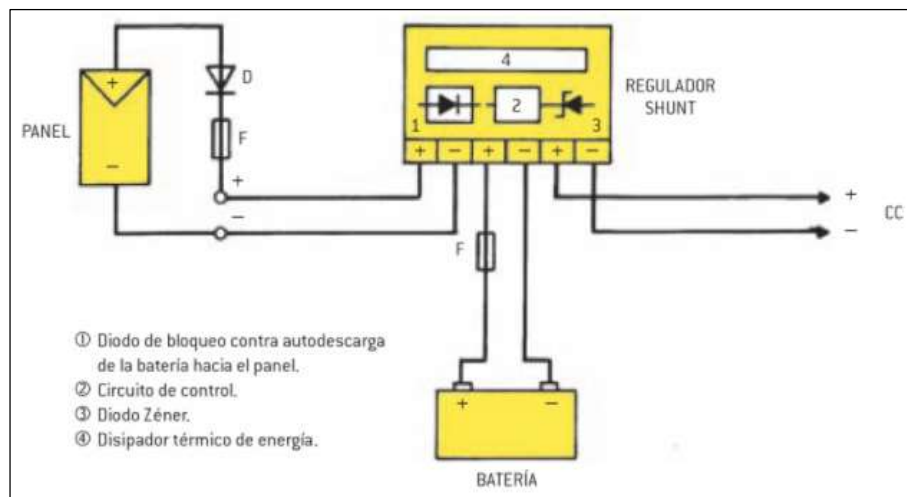 4
D
REGULADOR
SHUNT
+
1
2
3
PANEL
F
+ − + − + −
−
+
+
−
CC
−
F
① Diodo de bloqueo contra autodescarga
de la batería hacia el panel.
② Circuito de control.
③ Diodo Zéner.
④ Disipador térmico de energía.
+ −
BATERÍA